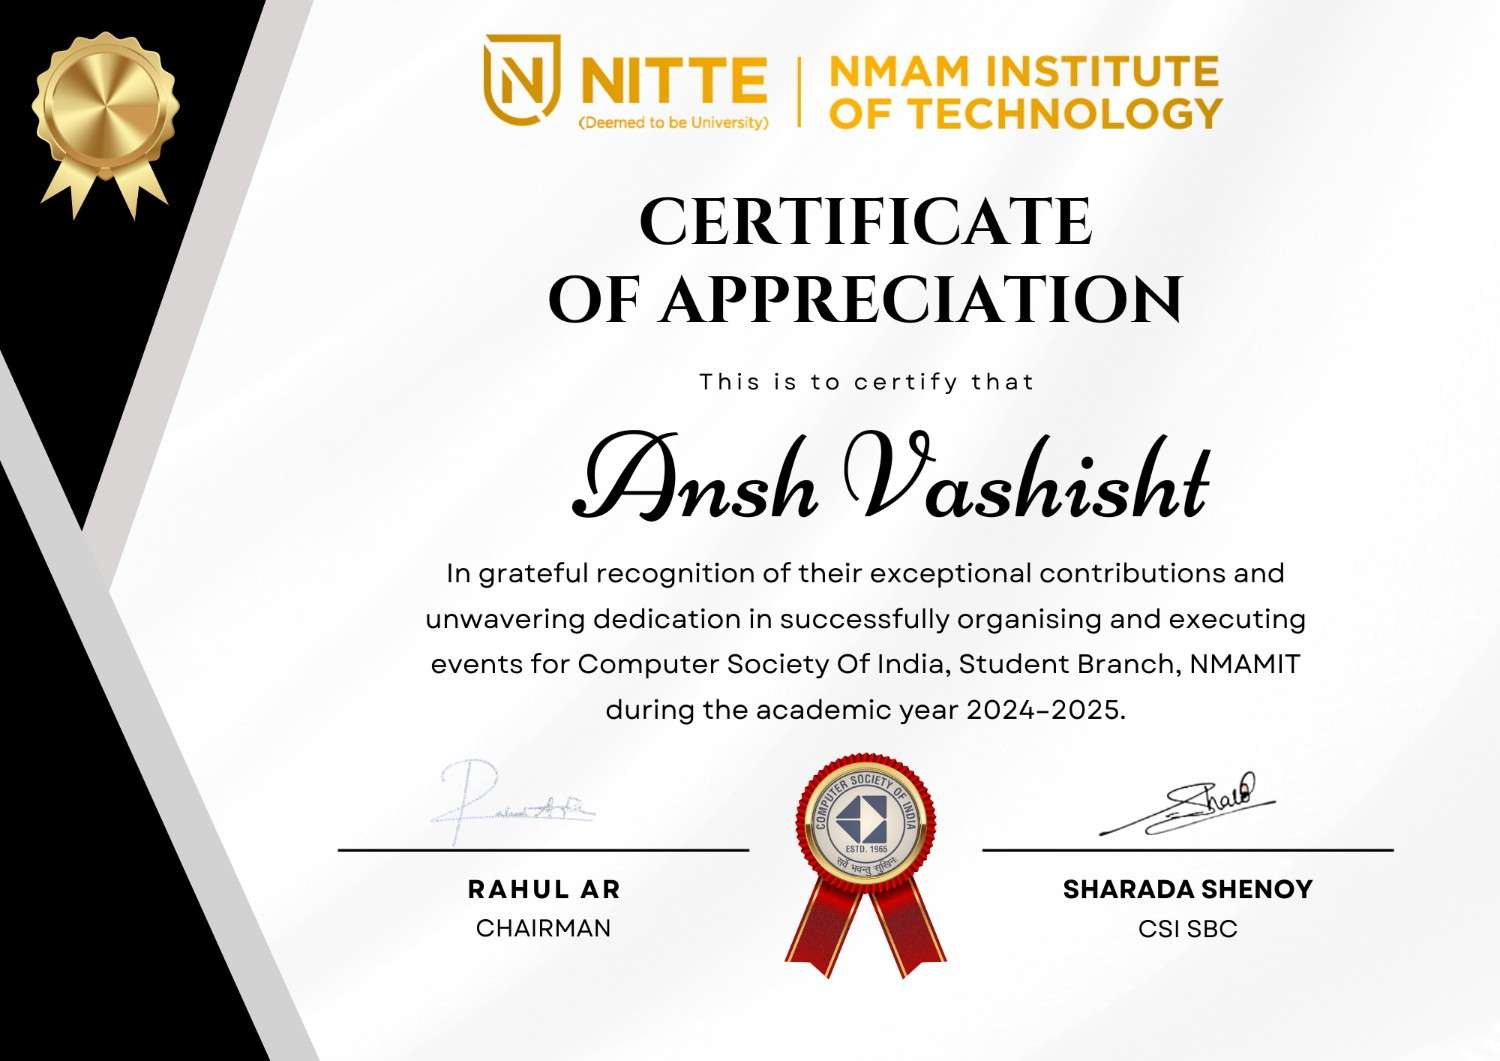 NITTE
(Deemed to be University)
NMAM INSTITUTE
OF TECHNOLOGY
CERTIFICATE
OF APPRECIATION
This is to certify that
Ansh Vashisht
In grateful recognition of their exceptional contributions and
unwavering dedication in successfully organising and executing
events for Computer Society Of India, Student Branch, NMAMIT
during the academic year 2024–2025.
COMPUTER SOCIETY OF INDIA
ESTD. 1965
सर्वे भवन्तु सुखिनः
RAHUL AR
CHAIRMAN
SHARADA SHENOY
CSI SBC